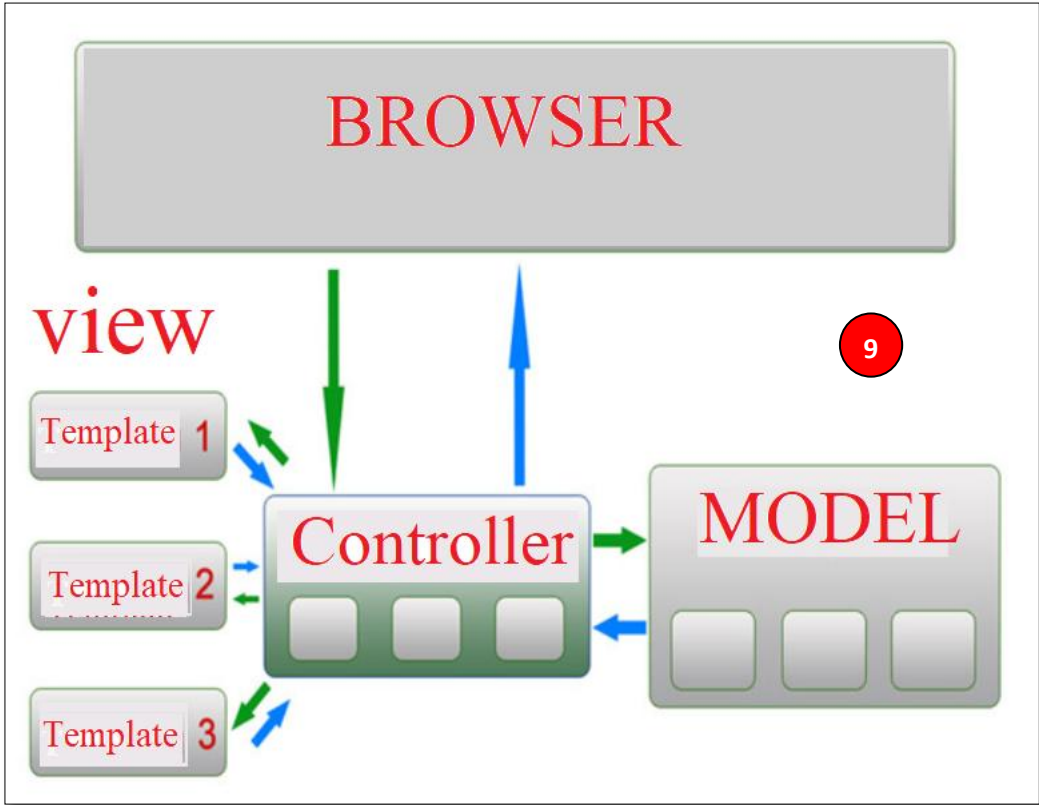 BROWSER
view
9
Template 1
Controller
MODEL
Template 2
Template 3